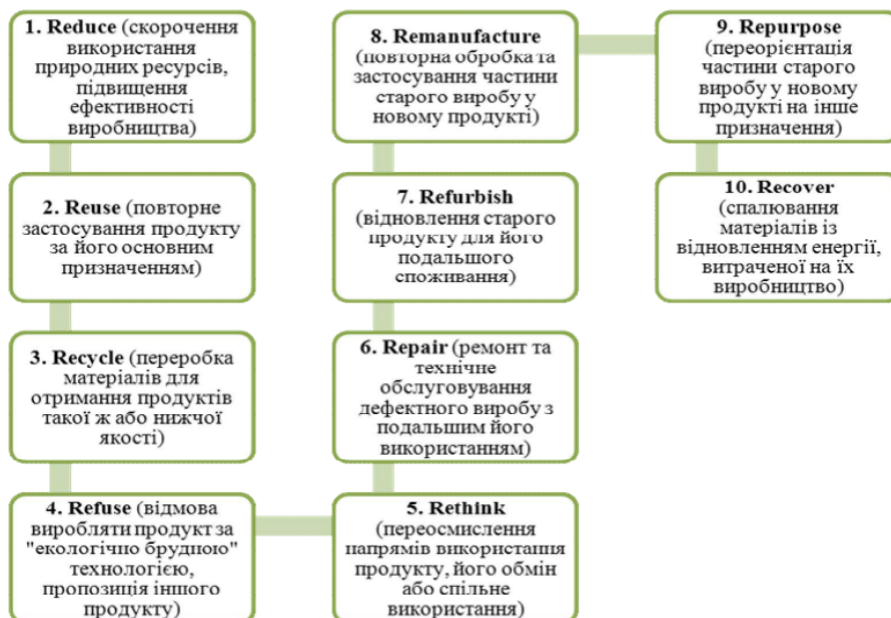 1. Reduce (скорочення
використання
природних ресурсів,
підвищення
ефективності
виробництва)
2. Reuse (повторне
застосування продукту
за його основним
призначенням)
3. Recycle (переробка
матеріалів для
отримання продуктів
такої ж або нижчої
якості)
4. Refuse (відмова
виробляти продукт за
"екологічно брудною"
технологією,
пропозиція іншого
продукту)
5. Rethink
(переосмислення
напрямів використання
продукту, його обмін
або спільне
використання)
6. Repair (ремонт та
технічне
обслуговування
дефектного виробу з
подальшим його
використанням)
7. Refurbish
(відновлення старого
продукту для його
подальшого
споживання)
8. Remanufacture
(повторна обробка та
застосування частини
старого виробу у
новому продукті)
9. Repurpose
(переорієнтація
частини старого
виробу у новому
продукті на інше
призначення)
10. Recover
(спалювання
матеріалів із
відновленням енергії,
витраченої на їх
виробництво)